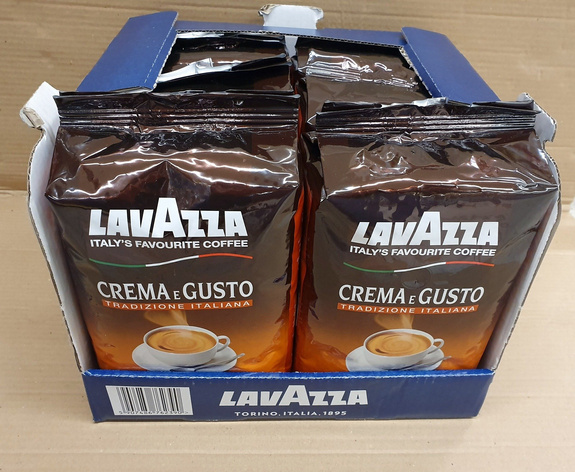 LAVAZZA
ITALY'S FAVOURITE COFFEE
CREMA E GUSTO
TRADIZIONE ITALIANA
LAVAZZA
ITALY'S FAVOURITE COFFEE
CREMA E GUSTO
TRADIZIONE ITALIANA
LAVAZZA
TORINO, ITALIA, 1895